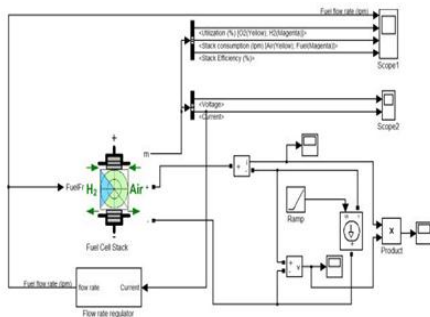 Fuel flow rate (lpm)
<Utilization (%) [O2(Yellow); H2(Magenta)]>
<Stack consumption (lpm) [Air(Yellow); Fuel(Magenta)]>
<Stack Efficiency (%)>
Scope1
<Voltage>
<Current>
Scope2
+
m
FuelFr
H2
Air
+
-
-
Fuel Cell Stack
Ramp
x
Product
+
-
v
Fuel flow rate (lpm)
flow rate
Current
Flow rate regulator